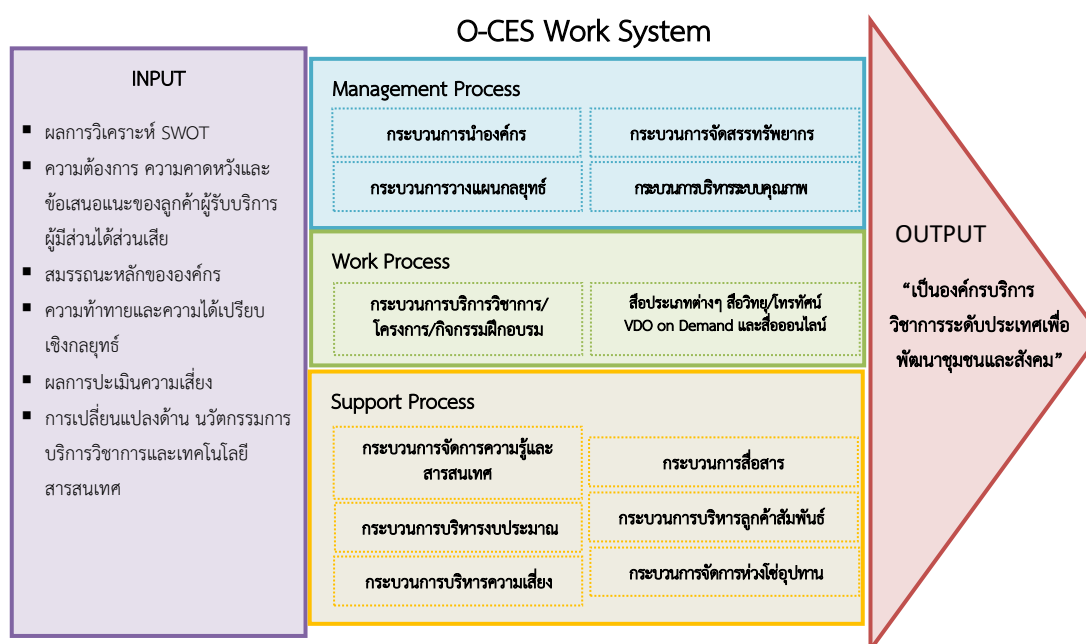 O-CES Work System
INPUT
▪ ผลการวิเคราะห์ SWOT
▪ ความต้องการ ความคาดหวังและ
ข้อเสนอแนะของลูกค้าผู้รับบริการ
ผู้มีส่วนได้ส่วนเสีย
▪ สมรรถนะหลักขององค์กร
▪ ความท้าทายและความได้เปรียบ
เชิงกลยุทธ์
▪ ผลการประเมินความเสี่ยง
▪ การเปลี่ยนแปลงด้าน นวัตกรรมการ
บริการวิชาการและเทคโนโลยี
สารสนเทศ
Management Process
กระบวนการนำองค์กร
กระบวนการจัดสรรทรัพยากร
กระบวนการวางแผนกลยุทธ์
กระบวนการบริหารระบบคุณภาพ
Work Process
กระบวนการบริการวิชาการ/
โครงการ/กิจกรรมฝึกอบรม
สื่อประเภทต่างๆ สื่อวิทยุ/โทรทัศน์
VDO on Demand และสื่อออนไลน์
Support Process
กระบวนการจัดการความรู้และ
สารสนเทศ
กระบวนการสื่อสาร
กระบวนการบริหารงบประมาณ
กระบวนการบริหารลูกค้าสัมพันธ์
กระบวนการบริหารความเสี่ยง
กระบวนการจัดการห่วงโซ่อุปทาน
OUTPUT
“เป็นองค์กรบริการ
วิชาการระดับประเทศเพื่อ
พัฒนาชุมชนและสังคม”